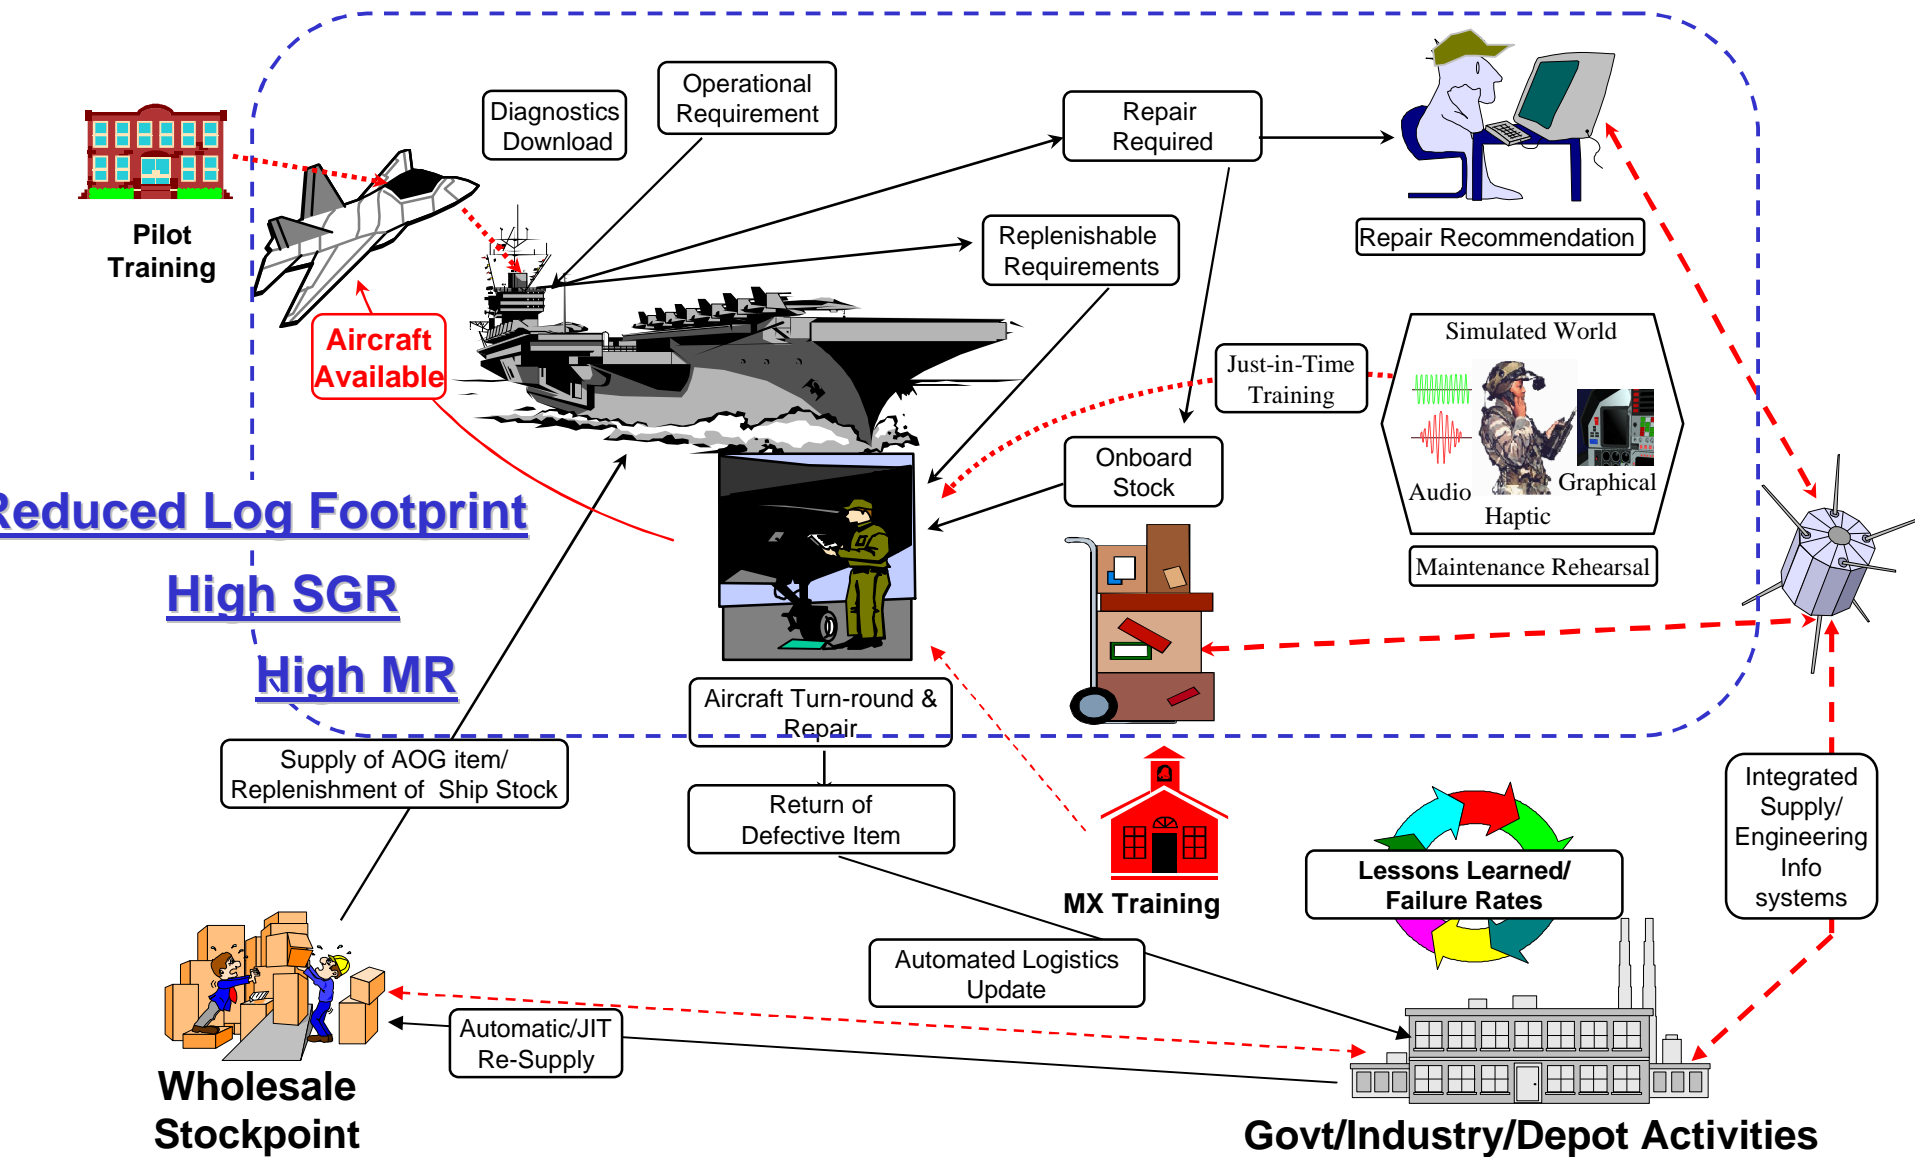 Operational
Requirement
Diagnostics
Download
Repair
Required
Pilot
Training
Replenishable
Requirements
Repair Recommendation
Aircraft
Available
Simulated World
Just-in-Time
Training
Audio
Graphical
Haptic
Onboard
Stock
Reduced Log Footprint
Maintenance Rehearsal
High SGR
High MR
Aircraft Turn-round &
Repair
Supply of AOG item/
Replenishment of Ship Stock
Return of
Defective Item
Integrated
Supply/
Engineering
Info
systems
Lessons Learned/
Failure Rates
MX Training
Automated Logistics
Update
Automatic/JIT
Re-Supply
Wholesale
Stockpoint
Govt/Industry/Depot Activities